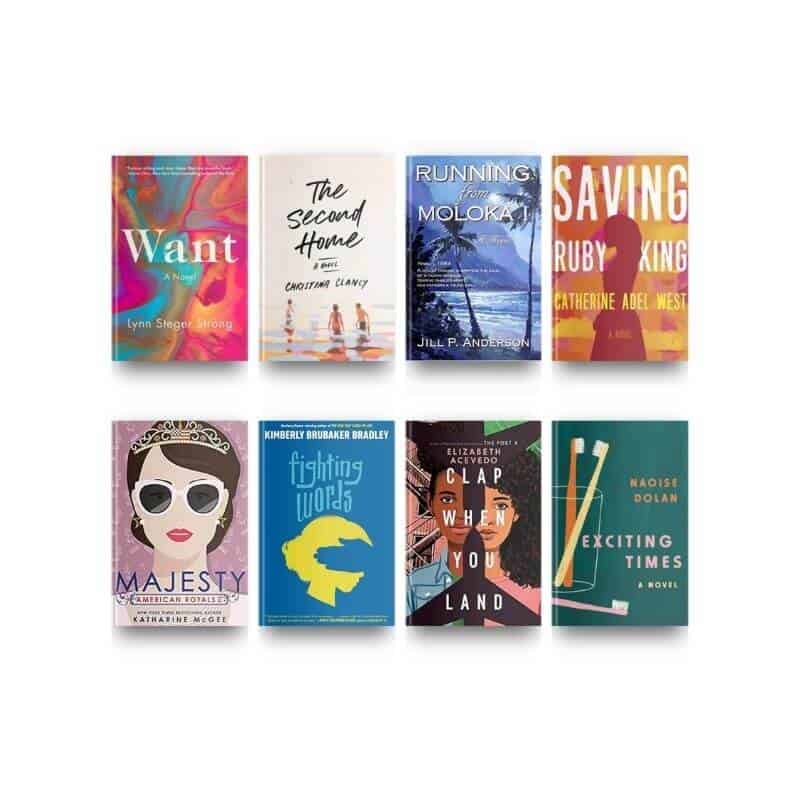 Want
A Novel
Lynn Steger Strong
The
Second
Home
A NOVEL
CHRISTINA CLANCY
RUNNING
from
MOLOKA'I
JILL P. ANDERSON
SAVING
RUBY KING
CATHERINE ADEL WEST
A NOVEL
MAJESTY
AMERICAN ROYALS
NEW YORK TIMES BESTSELLING AUTHOR
KATHARINE McGEE
KIMBERLY BRUBAKER BRADLEY
fighting
words
THE POET X
ELIZABETH
ACEVEDO
CLAP
WHEN
YOU
LAND
NAOISE
DOLAN
EXCITING
TIMES
A NOVEL